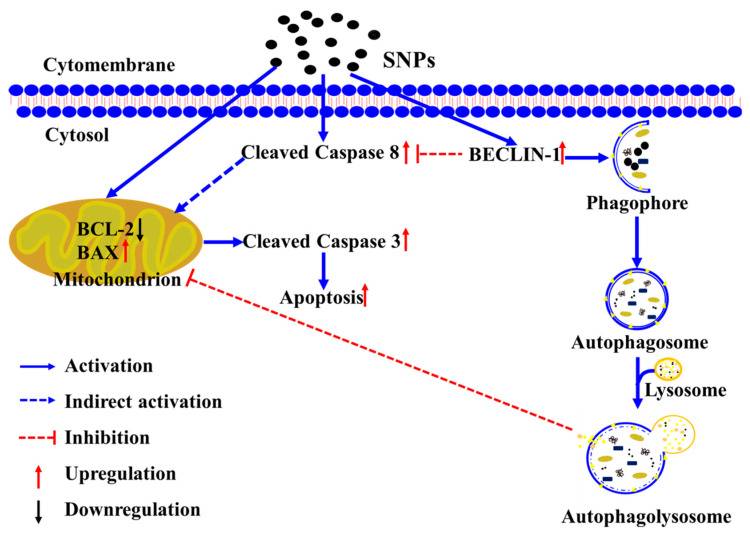 SNPs
Cytomembrane
Cytosol
Cleaved Caspase 8
BECLIN-1
Phagophore
BCL-2
BAX
Mitochondrion
Cleaved Caspase 3
Apoptosis
Autophagosome
Lysosome
Autophagolysosome
Activation
Indirect activation
Inhibition
Upregulation
Downregulation